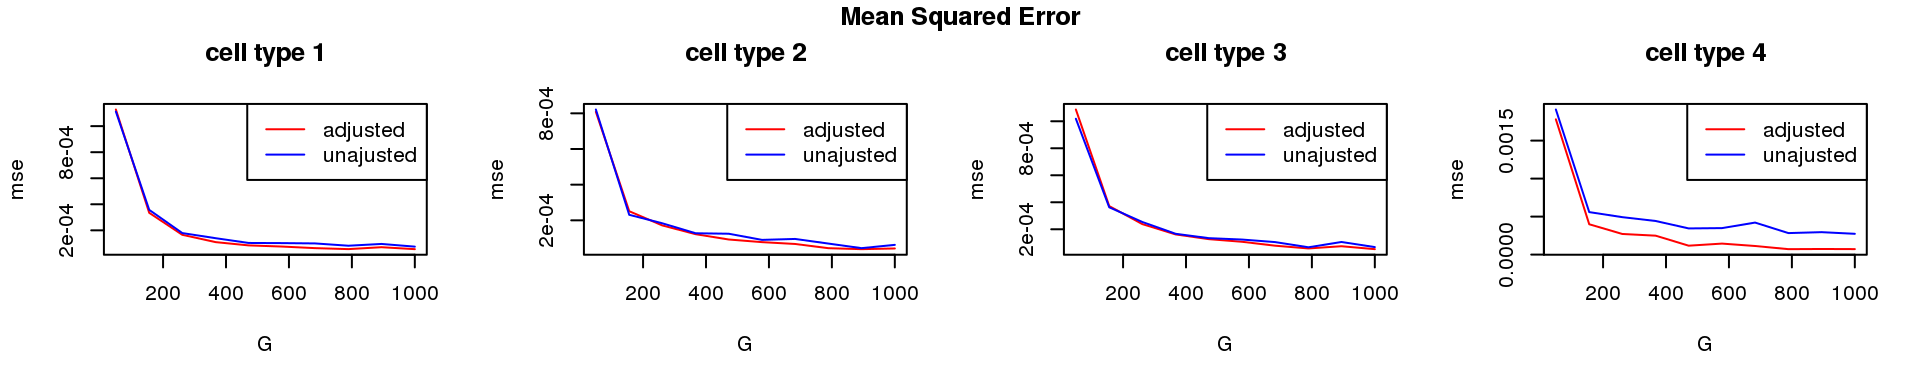 Mean Squared Error
cell type 1
mse
2e-04 8e-04
adjusted
unajusted
200 400 600 800 1000
G
cell type 2
mse
2e-04 8e-04
adjusted
unajusted
200 400 600 800 1000
G
cell type 3
mse
2e-04 8e-04
adjusted
unajusted
200 400 600 800 1000
G
cell type 4
mse
0.0000 0.0015
adjusted
unajusted
200 400 600 800 1000
G